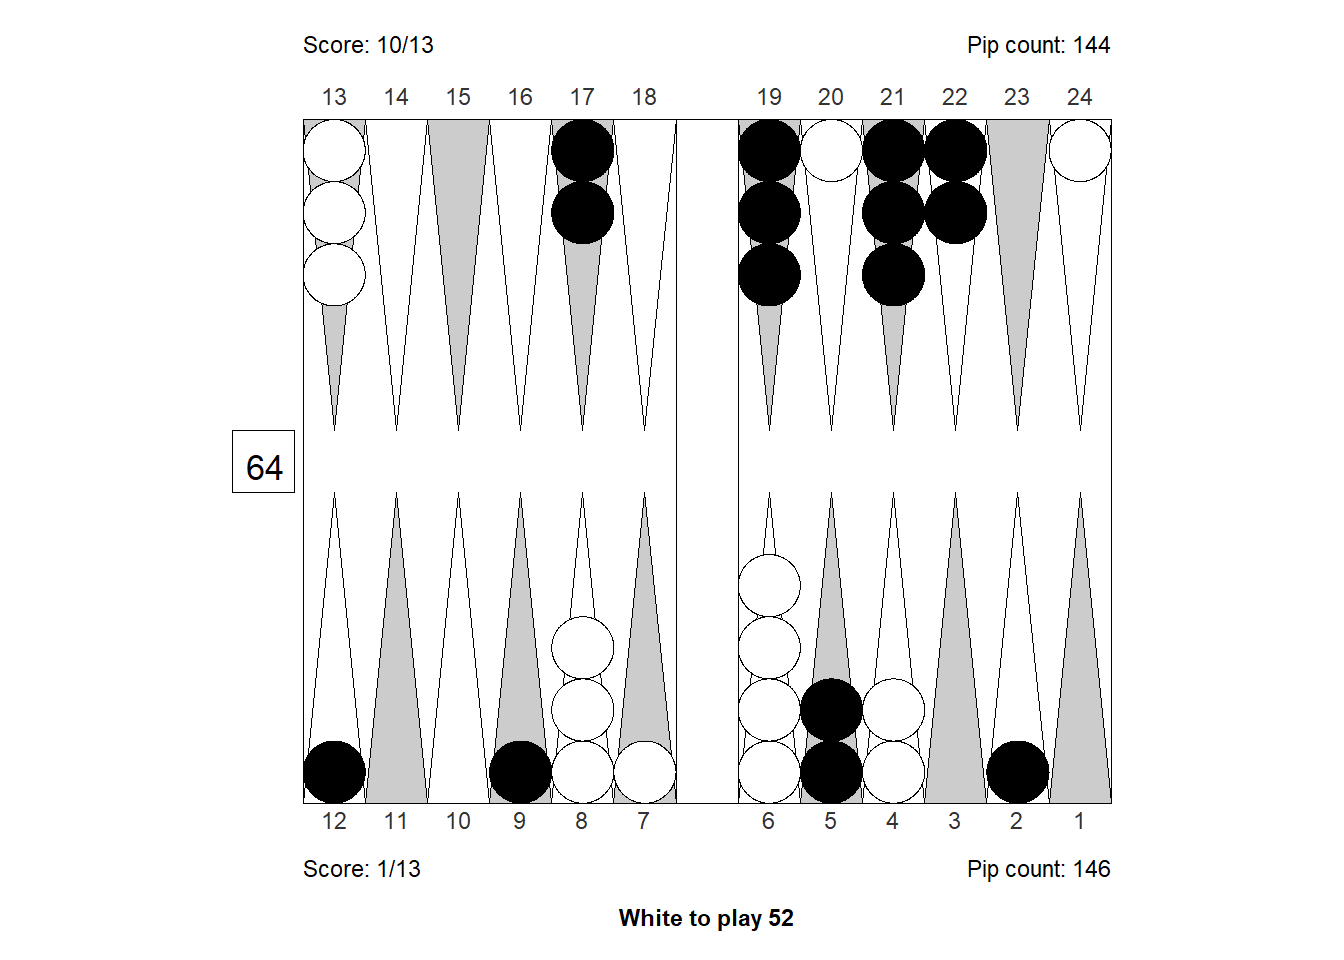 Score: 10/13 Pip count: 144
13 14 15 16 17 18 19 20 21 22 23 24
64
12 11 10 9 8 7 6 5 4 3 2 1
Score: 1/13 Pip count: 146
White to play 52